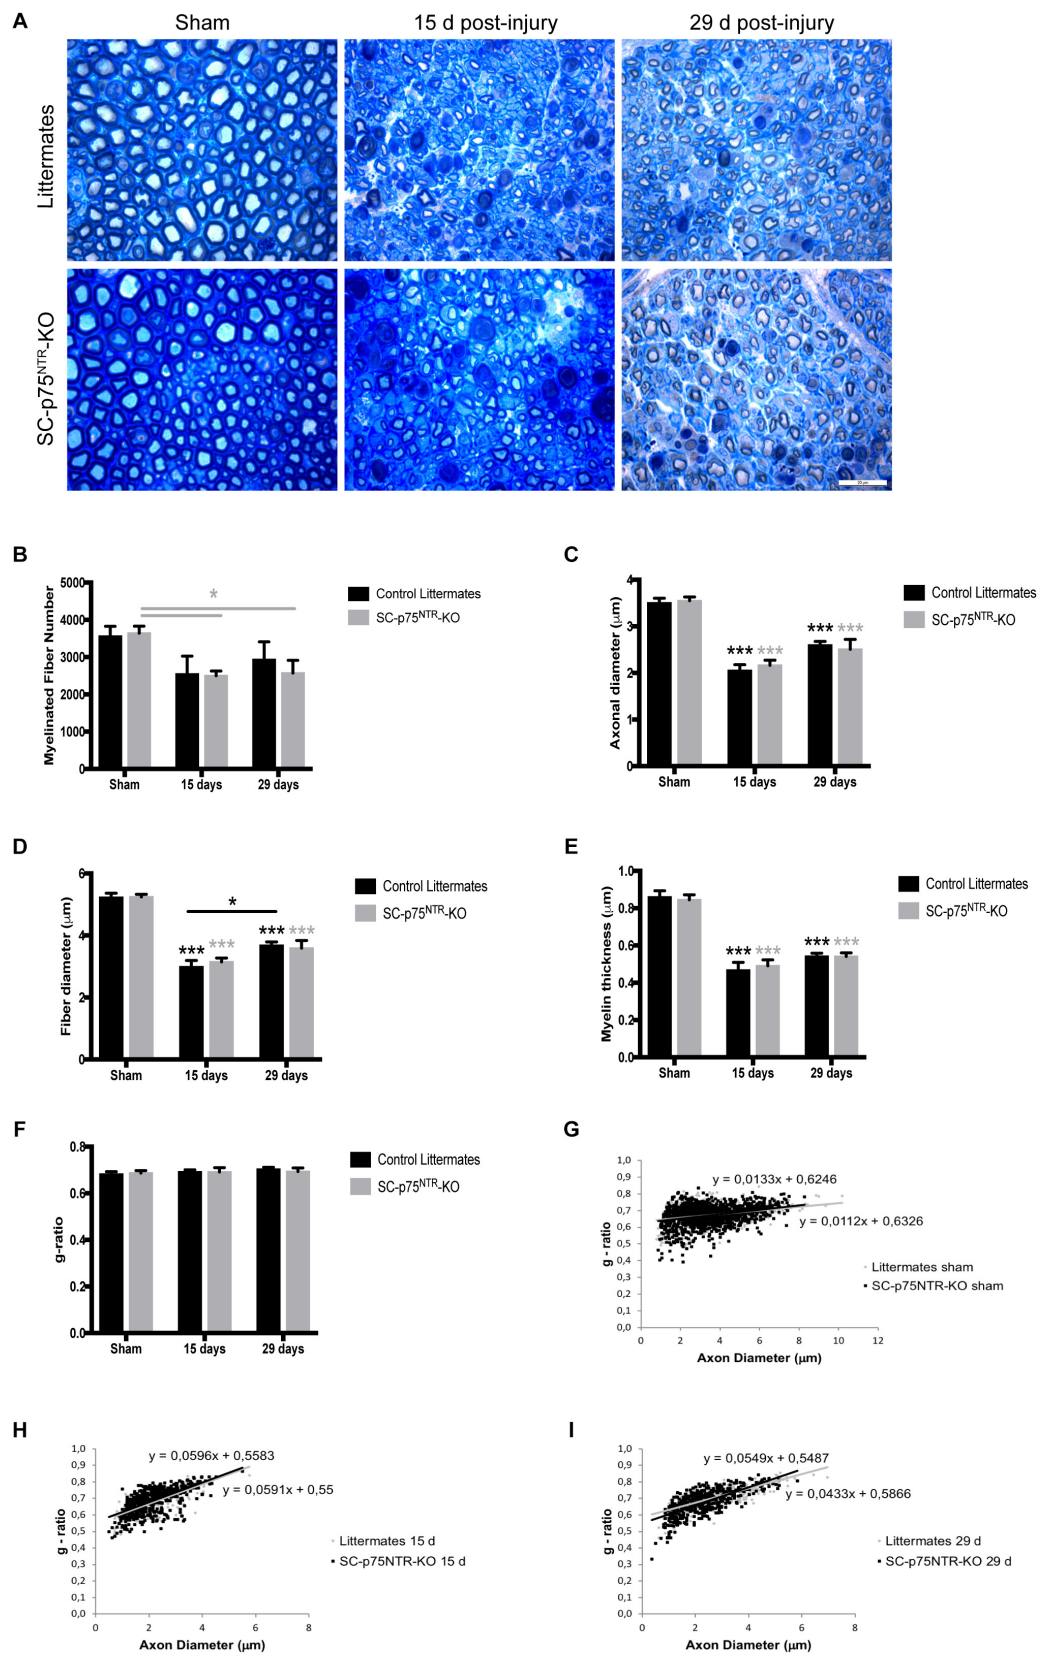 A
Sham
15 d post-injury
29 d post-injury
Littermates
SC-p75NTR-KO
20 µm
B
Myelinated Fiber Number
5000
4000
3000
2000
1000
0
*
Sham
15 days
29 days
Control Littermates
SC-p75NTR-KO
C
Axonal diameter (µm)
4
3
2
1
0
*** ***
*** ***
Sham
15 days
29 days
Control Littermates
SC-p75NTR-KO
D
Fiber diameter (µm)
6
4
2
0
*
*** ***
*** ***
Sham
15 days
29 days
Control Littermates
SC-p75NTR-KO
E
Myelin thickness (µm)
1.0
0.8
0.6
0.4
0.2
0.0
*** ***
*** ***
Sham
15 days
29 days
Control Littermates
SC-p75NTR-KO
F
g-ratio
0.8
0.6
0.4
0.2
0.0
Sham
15 days
29 days
Control Littermates
SC-p75NTR-KO
G
g - ratio
1,0
0,9
0,8
0,7
0,6
0,5
0,4
0,3
0,2
0,1
0,0
y = 0,0133x + 0,6246
y = 0,0112x + 0,6326
Littermates sham
SC-p75NTR-KO sham
0 2 4 6 8 10 12
Axon Diameter (µm)
H
g - ratio
1,0
0,9
0,8
0,7
0,6
0,5
0,4
0,3
0,2
0,1
0,0
y = 0,0596x + 0,5583
y = 0,0591x + 0,55
Littermates 15 d
SC-p75NTR-KO 15 d
0 2 4 6 8
Axon Diameter (µm)
I
g - ratio
1,0
0,9
0,8
0,7
0,6
0,5
0,4
0,3
0,2
0,1
0,0
y = 0,0549x + 0,5487
y = 0,0433x + 0,5866
Littermates 29 d
SC-p75NTR-KO 29 d
0 2 4 6 8
Axon Diameter (µm)